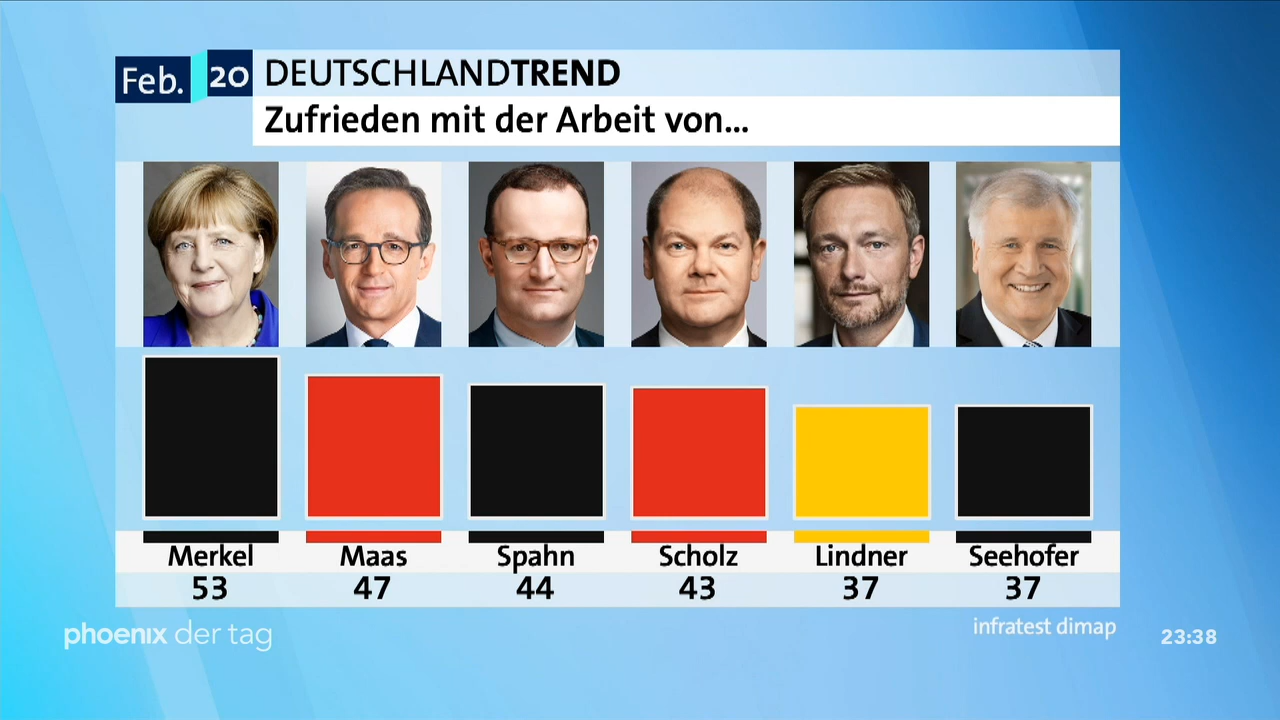 Feb. 20 DEUTSCHLANDTREND
Zufrieden mit der Arbeit von...
Merkel Maas Spahn Scholz Lindner Seehofer
53 47 44 43 37 37
infratest dimap
phoenix der tag
23:38